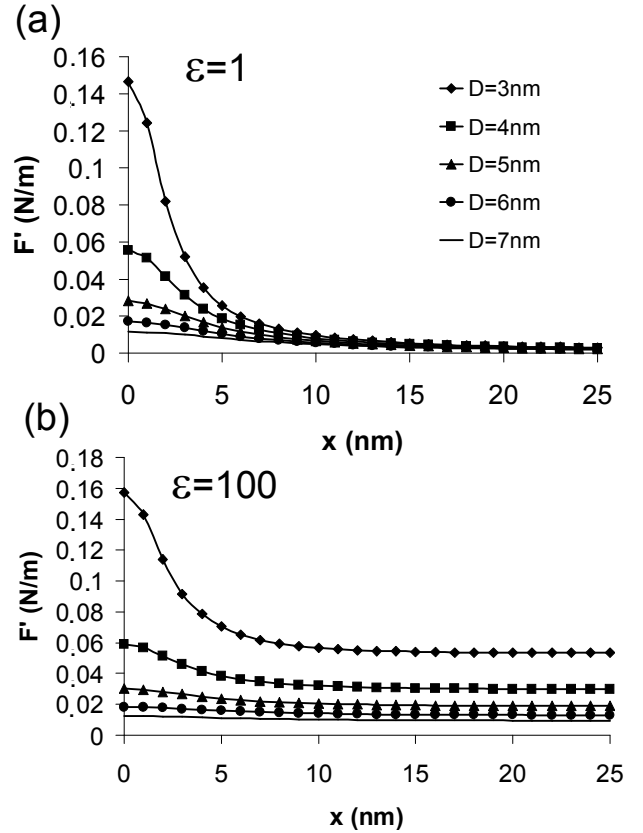 (a)
ε=1
0.16
0.14
0.12
0.1
0.08
0.06
0.04
0.02
0
F' (N/m)
D=3nm
D=4nm
D=5nm
D=6nm
D=7nm
0 5 10 15 20 25
x (nm)
(b)
ε=100
0.18
0.16
0.14
0.12
0.1
0.08
0.06
0.04
0.02
0
F' (N/m)
0 5 10 15 20 25
x (nm)